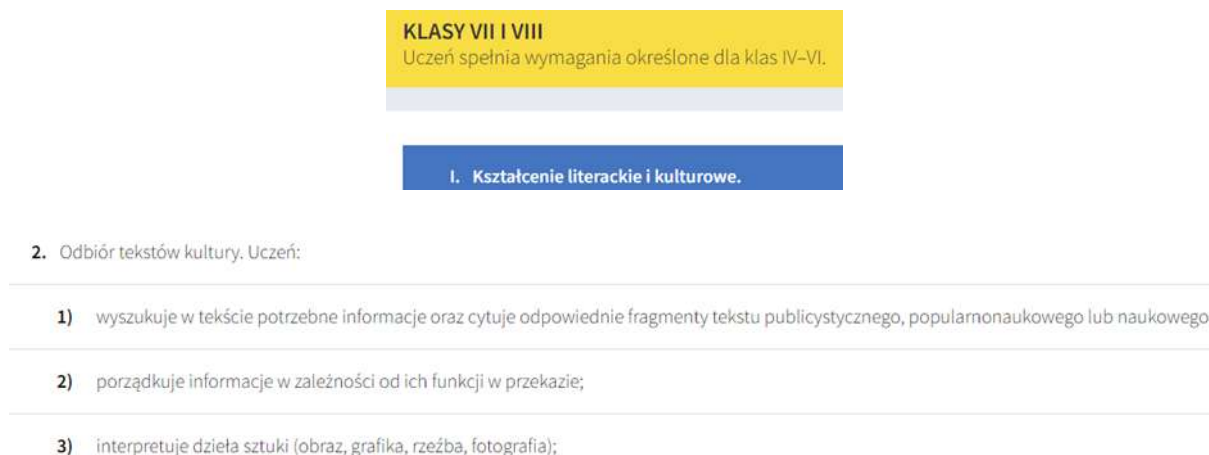 KLASY VII I VIII
Uczeń spełnia wymagania określone dla klas IV–VI.
I. Kształcenie literackie i kulturowe.
2. Odbiór tekstów kultury. Uczeń:
1) wyszukuje w tekście potrzebne informacje oraz cytuje odpowiednie fragmenty tekstu publicystycznego, popularnonaukowego lub naukowego
2) porządkuje informacje w zależności od ich funkcji w przekazie;
3) interpretuje dzieła sztuki (obraz, grafika, rzeźba, fotografia);